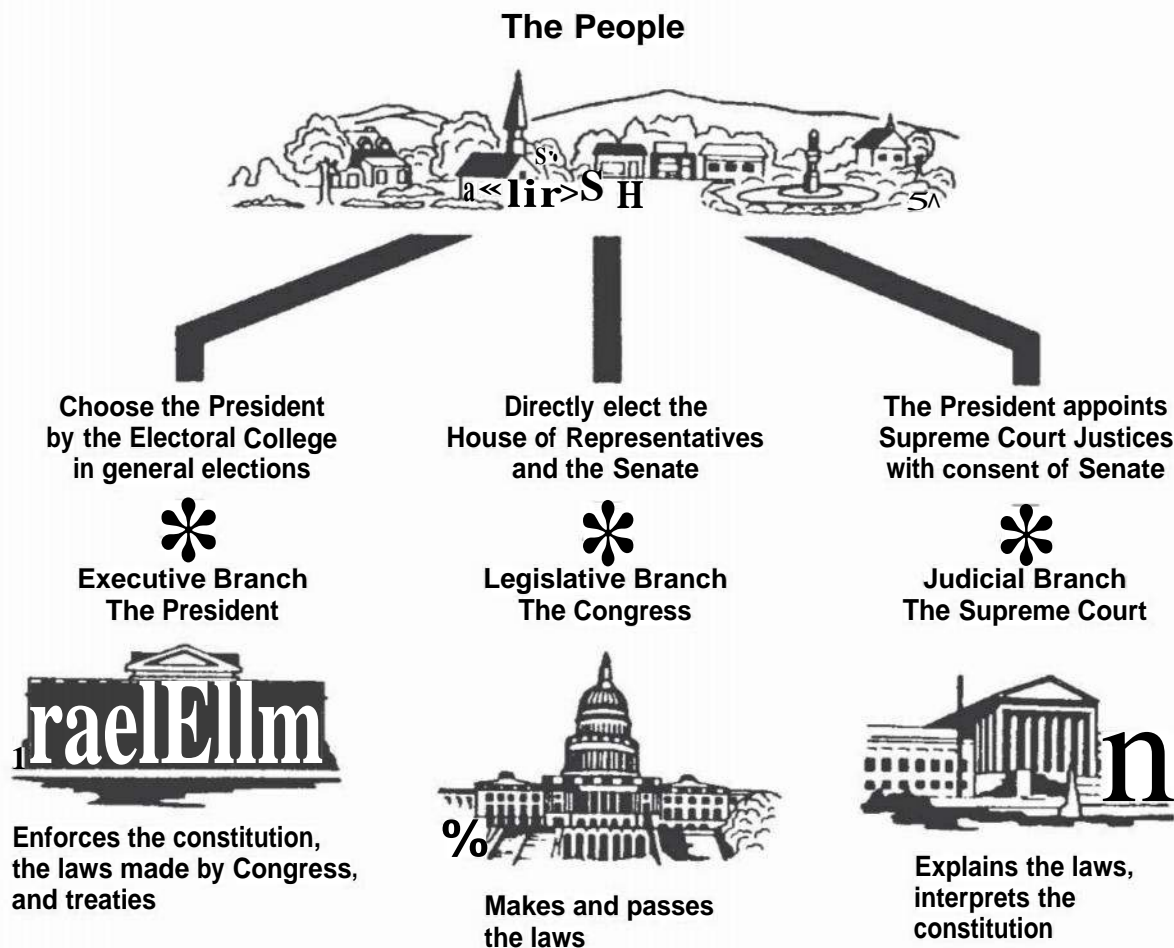 The People
S•,
a<<lir>S H
5^
Choose the President
by the Electoral College
in general elections
Directly elect the
House of Representatives
and the Senate
The President appoints
Supreme Court Justices
with consent of Senate
*
*
*
Executive Branch
The President
Legislative Branch
The Congress
Judicial Branch
The Supreme Court
1raelEllm
n
%
Enforces the constitution,
the laws made by Congress,
and treaties
Makes and passes
the laws
Explains the laws,
interprets the
constitution